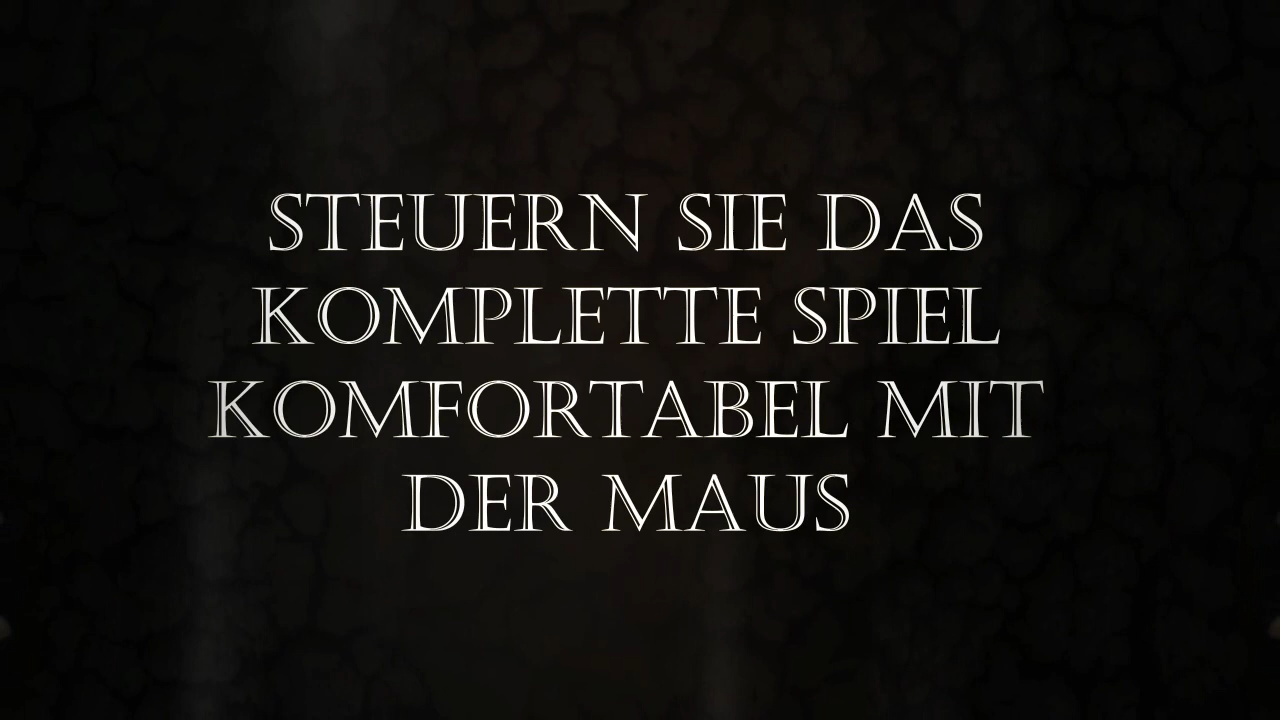 STEUERN SIE DAS
KOMPLETTE SPIEL
KOMFORTABEL MIT
DER MAUS